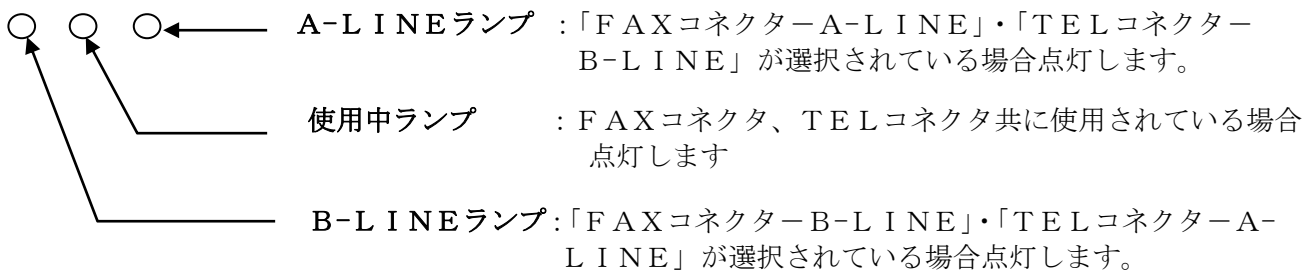 A-ＬＩＮＥランプ ：「ＦＡＸコネクター－A-ＬＩＮＥ」・「ＴＥＬコネクター－
B-ＬＩＮＥ」が選択されている場合点灯します。
使用中ランプ ：ＦＡＸコネクタ、ＴＥＬコネクタ共に使用されている場合
点灯します
B-ＬＩＮＥランプ：「ＦＡＸコネクター－B-ＬＩＮＥ」・「ＴＥＬコネクター－A-
ＬＩＮＥ」が選択されている場合点灯します。